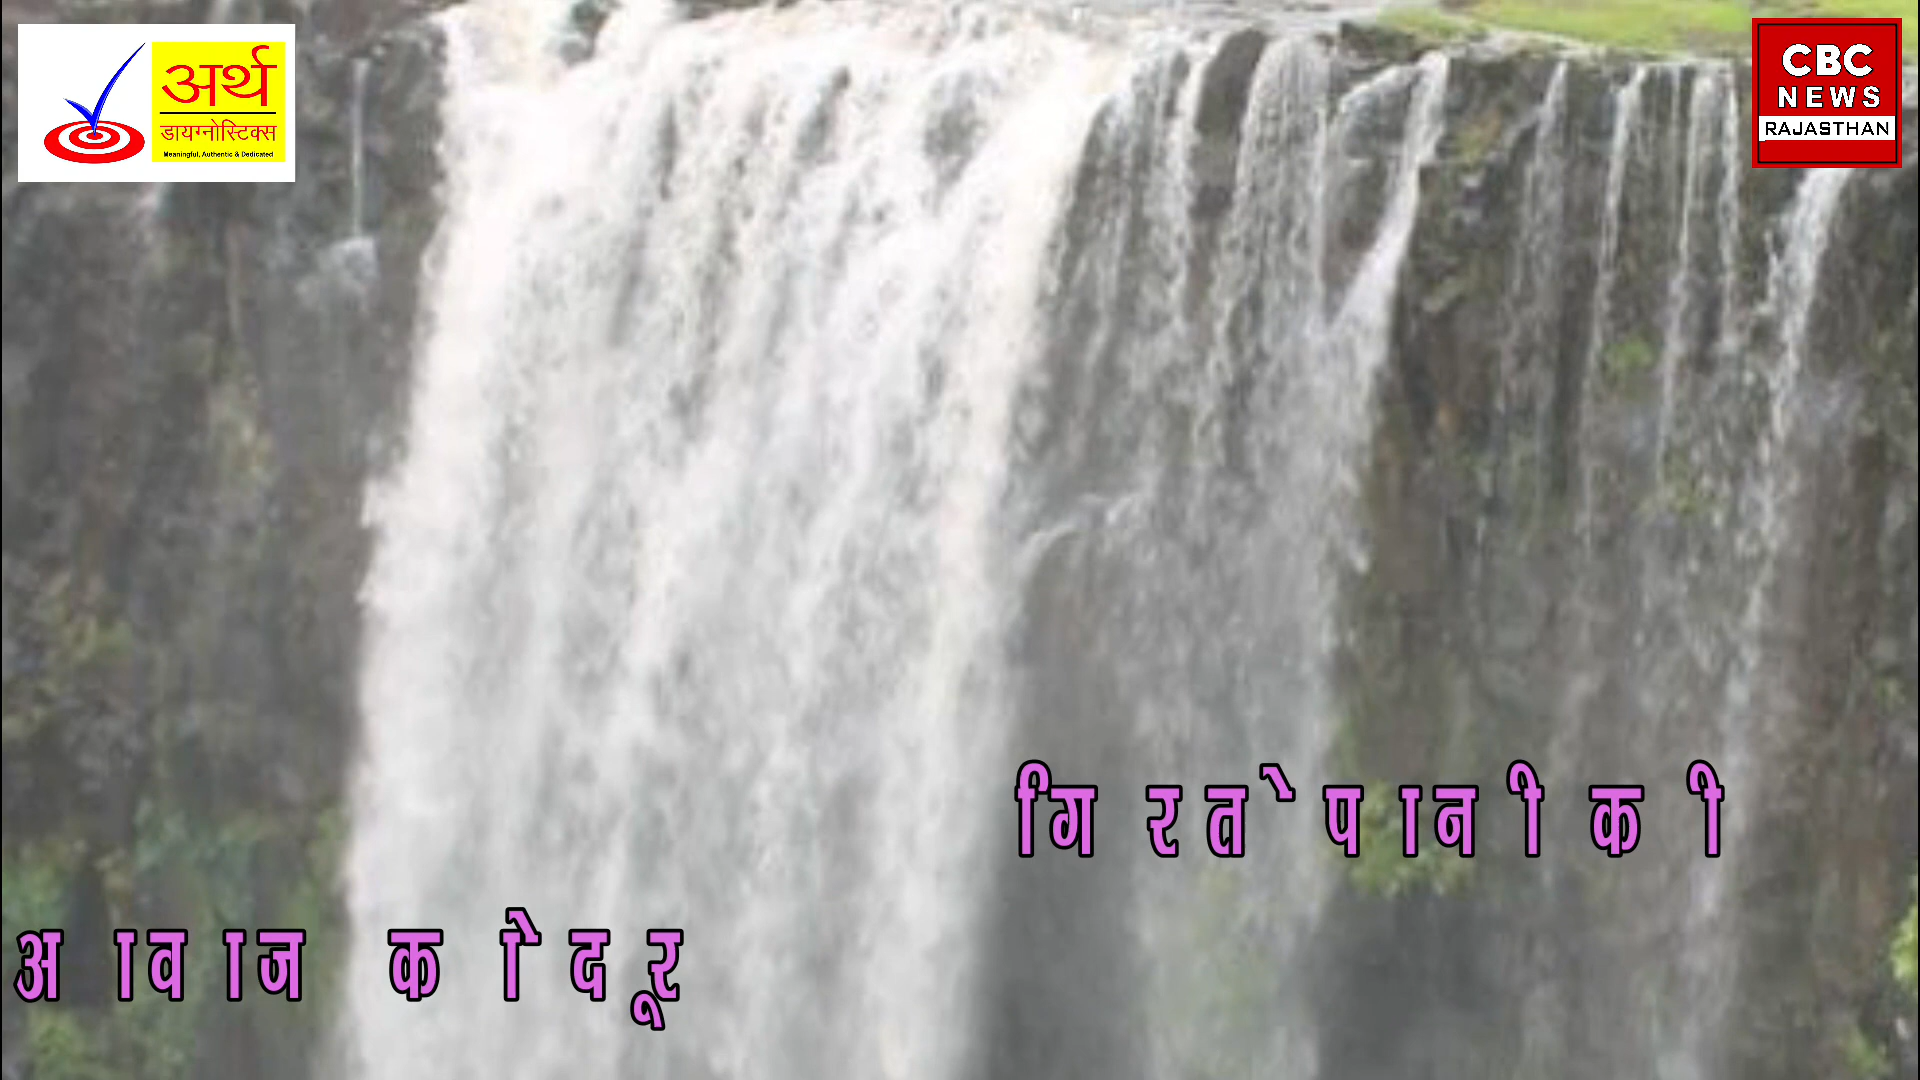 अर्थ
डायग्नोस्टिक्स
Meaningful, Authentic & Dedicated
CBC
NEWS
RAJASTHAN
गिरते पानी की
आवाज को दूर